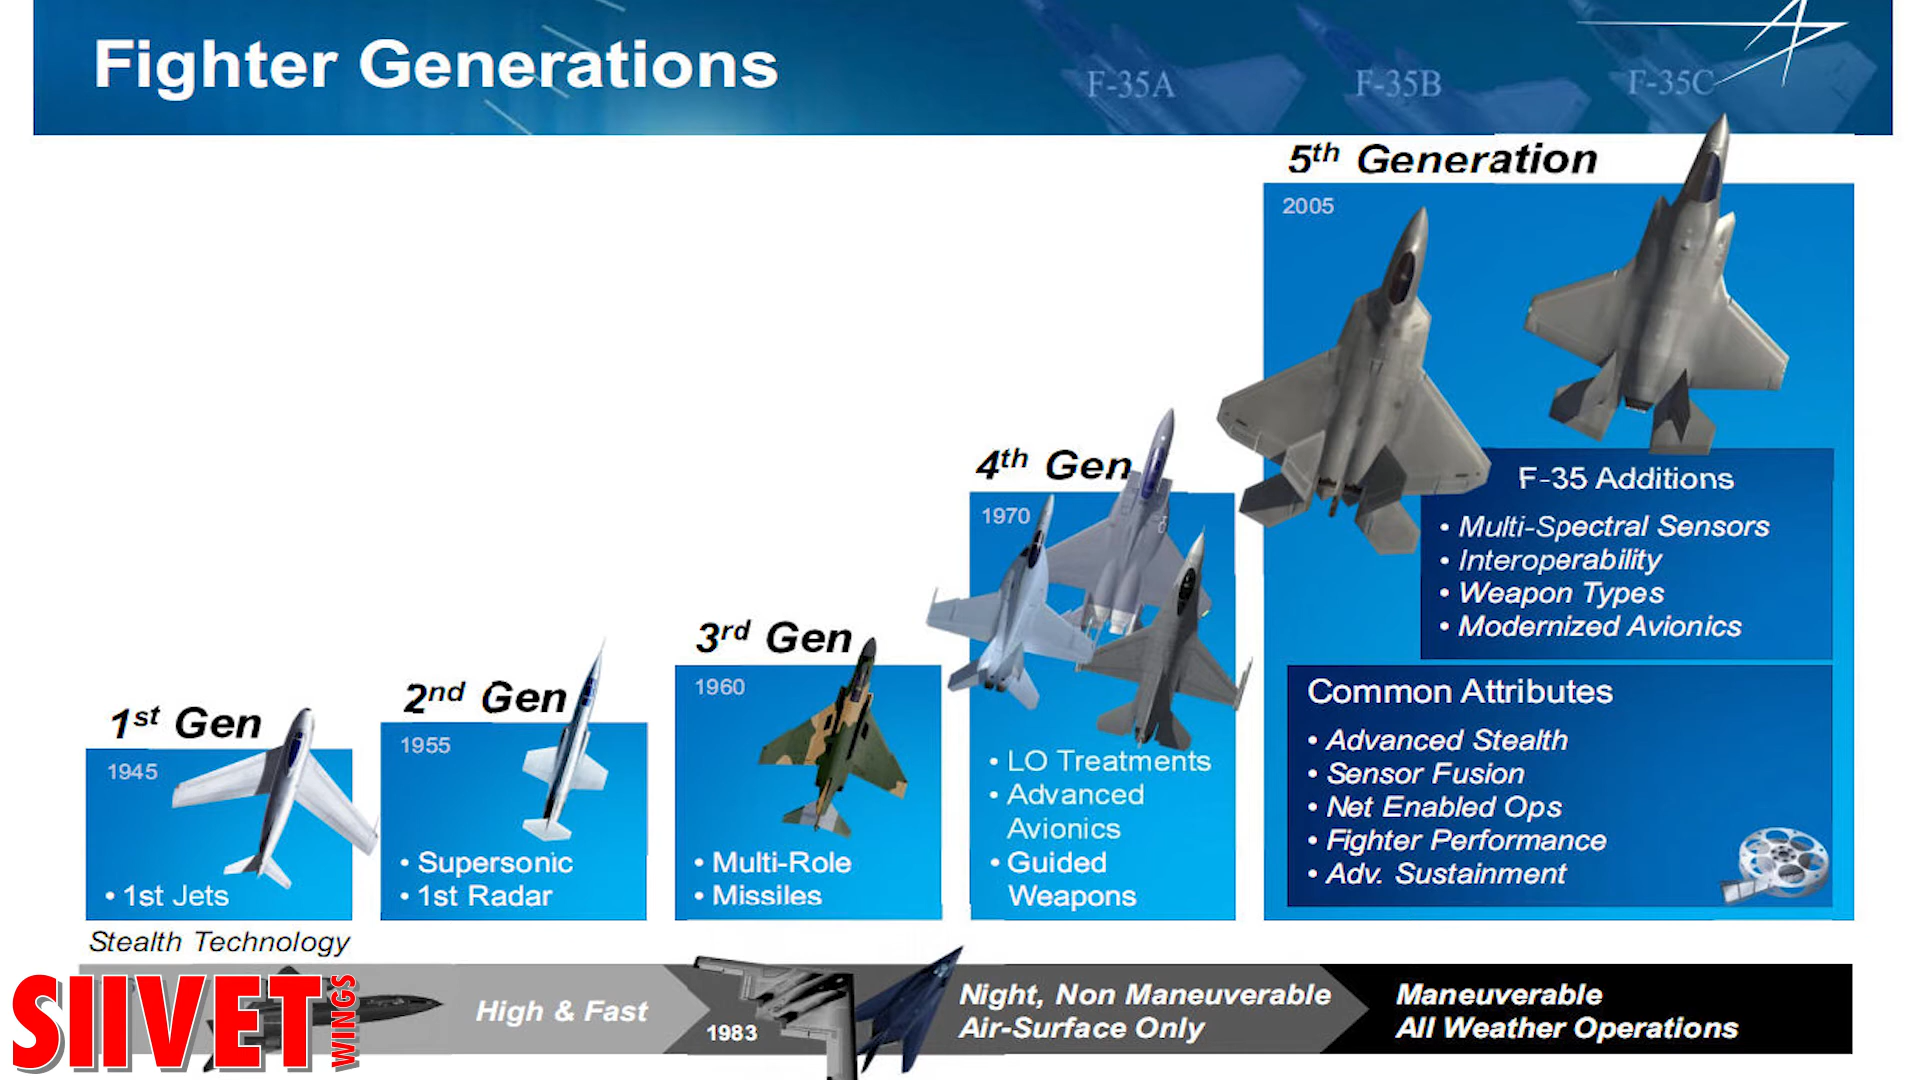 Fighter Generations
F-35A
F-35B
F-35C
5th Generation
2005
F-35 Additions
• Multi-Spectral Sensors
• Interoperability
• Weapon Types
• Modernized Avionics
Common Attributes
• Advanced Stealth
• Sensor Fusion
• Net Enabled Ops
• Fighter Performance
• Adv. Sustainment
4th Gen
1970
• LO Treatments
• Advanced
Avionics
• Guided
Weapons
3rd Gen
1960
• Multi-Role
• Missiles
2nd Gen
1955
• Supersonic
• 1st Radar
1st Gen
1945
• 1st Jets
Stealth Technology
SIIVET
WINGS
High & Fast
1983
Night, Non Maneuverable
Air-Surface Only
Maneuverable
All Weather Operations